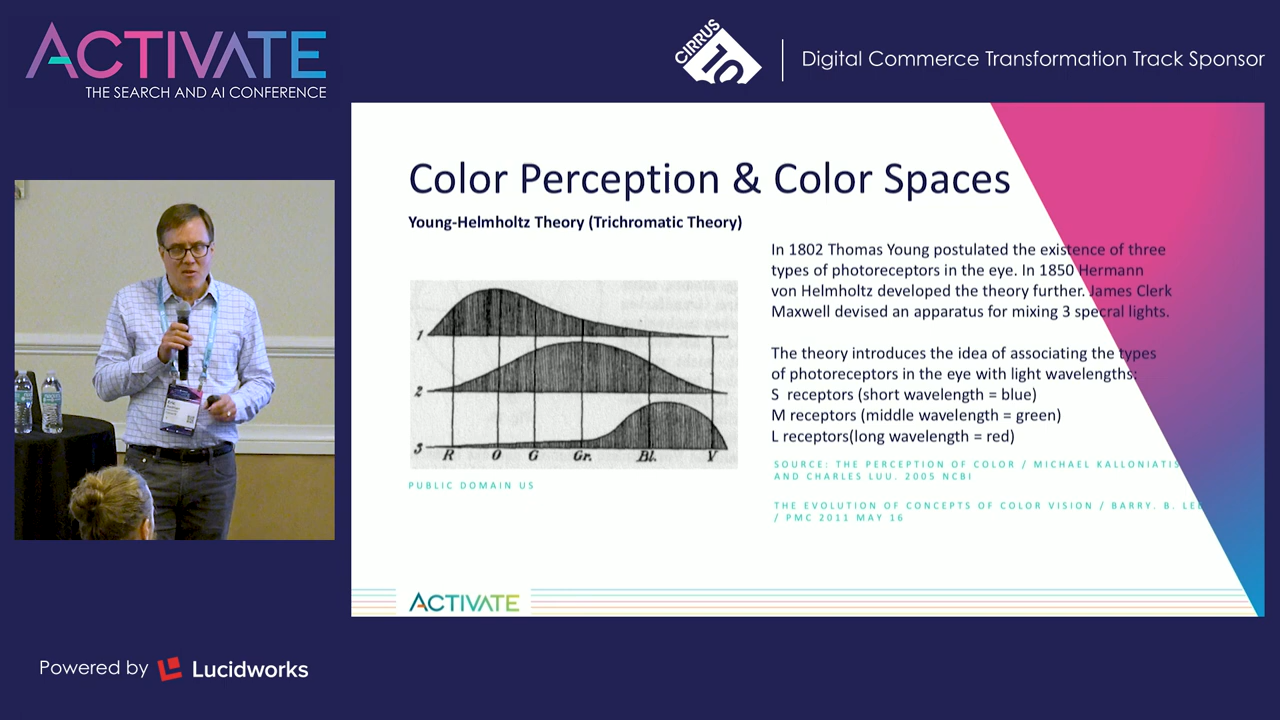 ACTIVATE
THE SEARCH AND AI CONFERENCE
CIRRUS
10
Digital Commerce Transformation Track Sponsor
Color Perception & Color Spaces
Young-Helmholtz Theory (Trichromatic Theory)
In 1802 Thomas Young postulated the existence of three
types of photoreceptors in the eye. In 1850 Hermann
von Helmholtz developed the theory further. James Clerk
Maxwell devised an apparatus for mixing 3 specral lights.
The theory introduces the idea of associating the types
of photoreceptors in the eye with light wavelengths:
S receptors (short wavelength = blue)
M receptors (middle wavelength = green)
L receptors(long wavelength = red)
1
2
3
R O G Gr. Bl. V
PUBLIC DOMAIN US
SOURCE: THE PERCEPTION OF COLOR / MICHAEL KALLONIATIS
AND CHARLES LUU. 2005 NCBI
THE EVOLUTION OF CONCEPTS OF COLOR VISION / BARRY. B. LEE
/ PMC 2011 MAY 16
ACTIVATE
Powered by Lucidworks